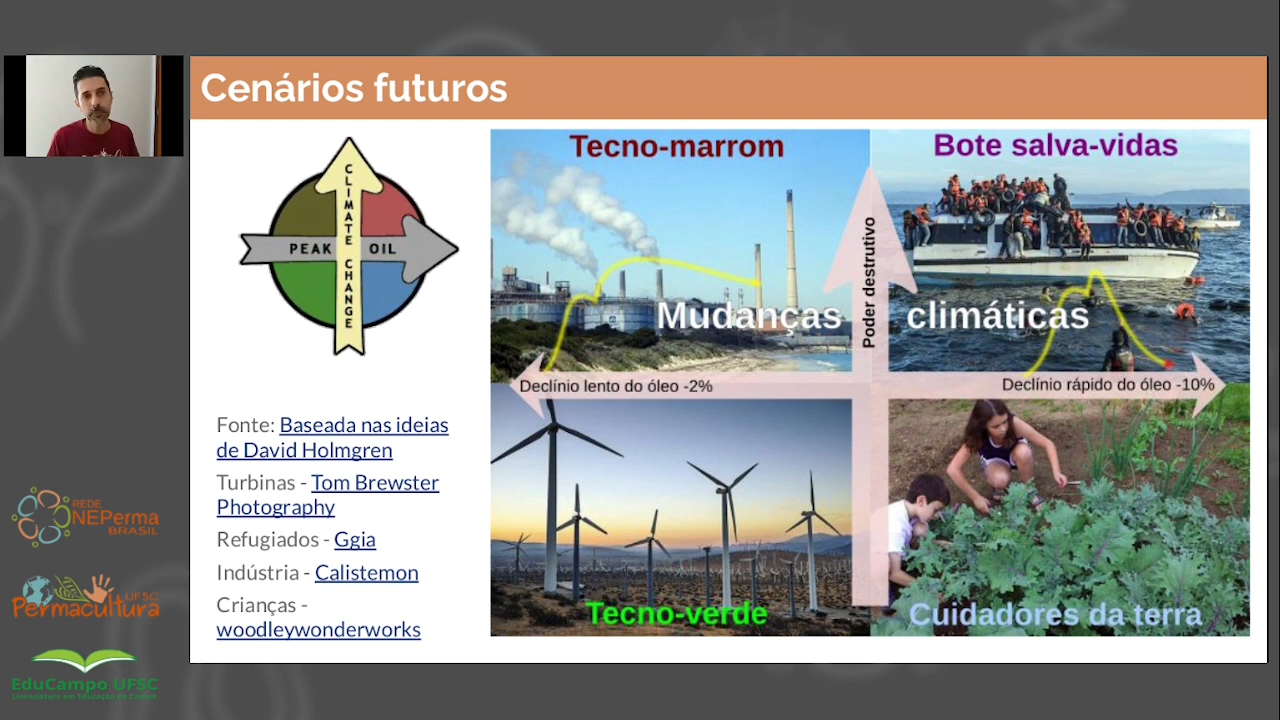 Cenários futuros
CLIMATE CHANGE
PEAK OIL
Tecno-marrom
Bote salva-vidas
Poder destrutivo
Mudanças climáticas
Declínio lento do óleo -2%
Declínio rápido do óleo -10%
Tecno-verde
Cuidadores da terra
Fonte: Baseada nas ideias
de David Holmgren
Turbinas - Tom Brewster
Photography
Refugiados - Ggia
Indústria - Calistemon
Crianças -
woodleywonderworks
REDE
NEPerma
BRASIL
UFSC
Permacultura
EduCampo UFSC
Licenciatura em Educação do Campo